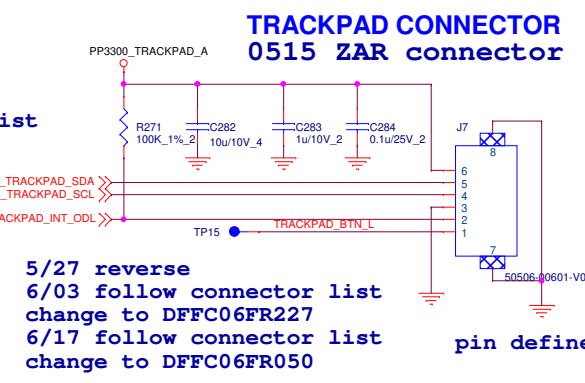 TRACKPAD CONNECTOR
0515 ZAR connector
PP3300_TRACKPAD_A
ist
R271
100K_1%_2
C282
10u/10V_4
C283
1u/10V_2
C284
0.1u/25V_2
J7
8
6
5
4
3
2
1
7
_TRACKPAD_SDA
_TRACKPAD_SCL
ACKPAD_INT_ODL
TP15
TRACKPAD_BTN_L
50506-00601-V0
5/27 reverse
6/03 follow connector list
change to DFFC06FR227
6/17 follow connector list
change to DFFC06FR050
pin define